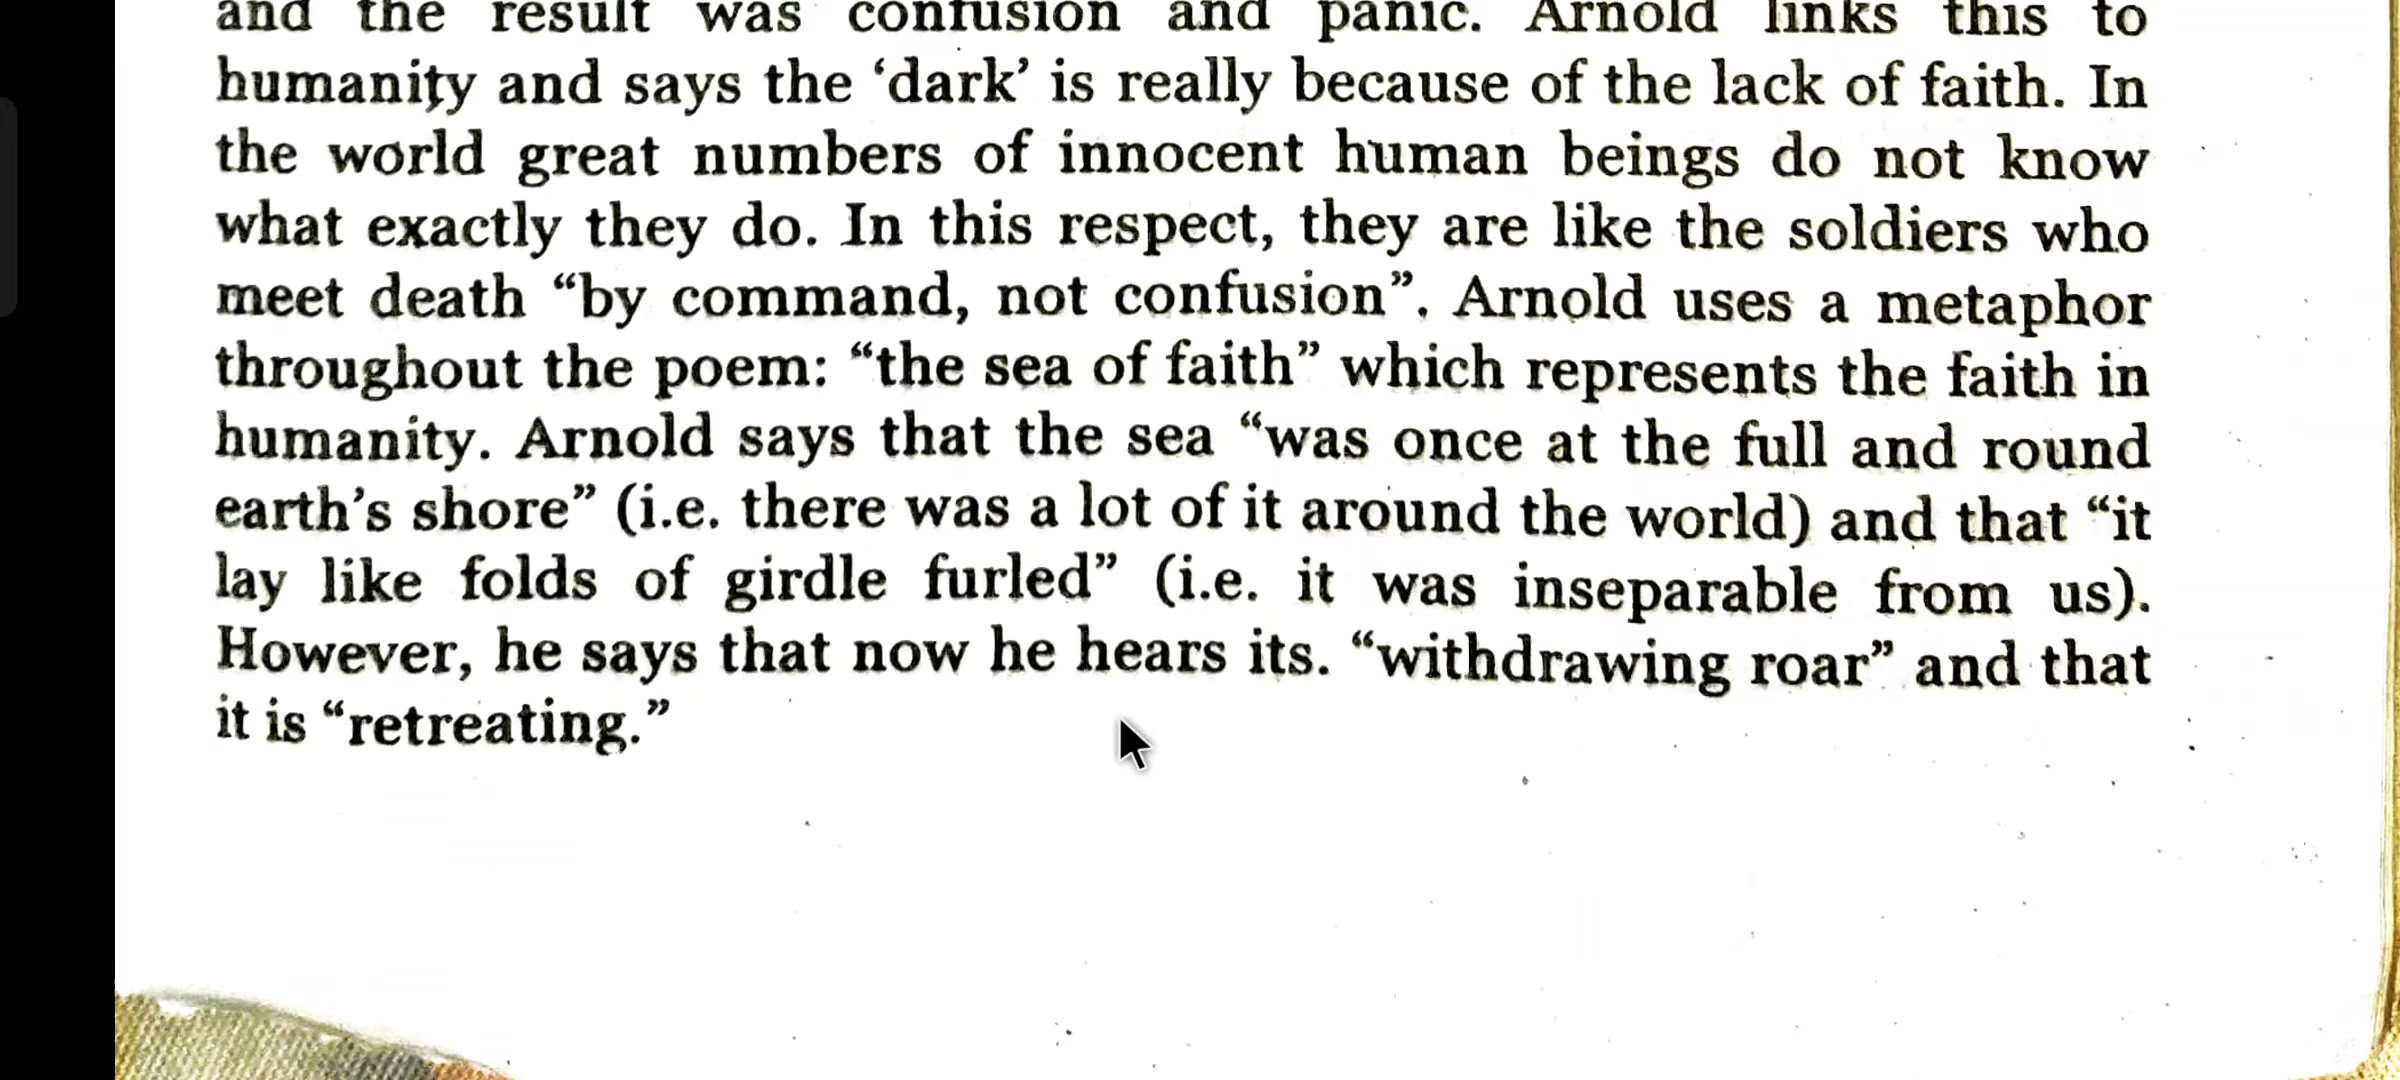 and the result was confusion and panic. Arnold links this to
humanity and says the ‘dark’ is really because of the lack of faith. In
the world great numbers of innocent human beings do not know
what exactly they do. In this respect, they are like the soldiers who
meet death “by command, not confusion”. Arnold uses a metaphor
throughout the poem: “the sea of faith” which represents the faith in
humanity. Arnold says that the sea “was once at the full and round
earth’s shore” (i.e. there was a lot of it around the world) and that “it
lay like folds of girdle furled” (i.e. it was inseparable from us).
However, he says that now he hears its. “withdrawing roar” and that
it is “retreating.”